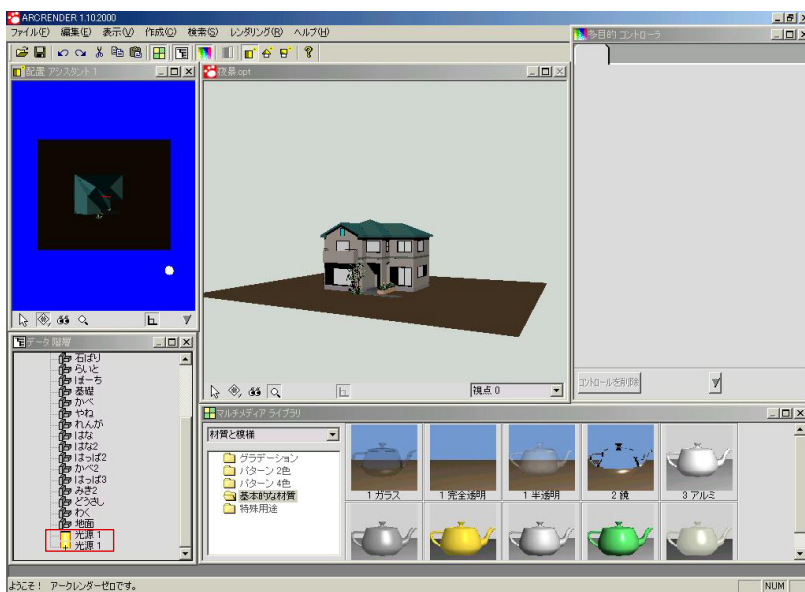 ARCRENDER 1.10.2000
ファイル(F) 編集(E) 表示(V) 作成(C) 検索(S) レンダリング(R) ヘルプ(H)
配置 アシスタント 1
夜景.opt
多目的 コントローラ
視点 0
コントロールを削除
データ階層
石ばり
らいと
ぽーち
基礎
かべ
やね
れんが
はな
はな2
はっぱ2
かべ2
はっぱ3
みき2
どうさし
わく
地面
光源 1
光源 1
マルチメディア ライブラリ
材質と模様
グラデーション
パターン 2色
パターン 4色
基本的な材質
特殊用途
1 ガラス
1 完全透明
1 半透明
2 鏡
3 アルミ
ようこそ! アークレンダーゼロです。
NUM